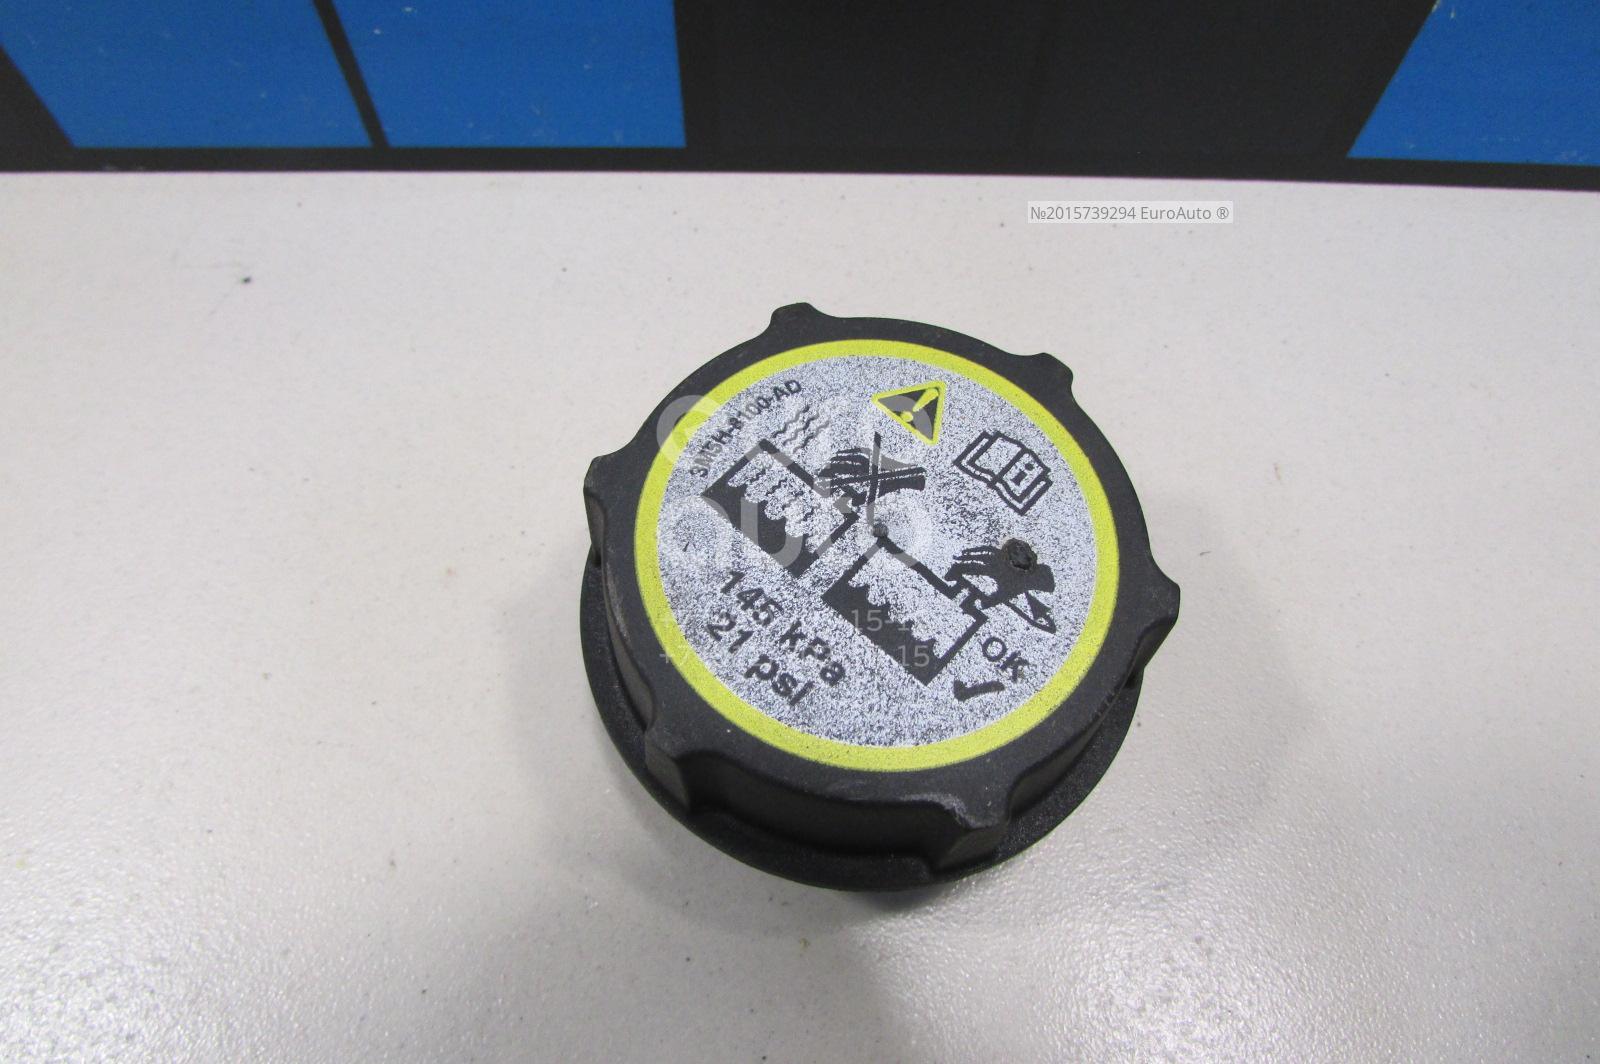 №2015739294 EuroAuto ®
3M5H-8100-AD
i
OK
145 kPa
21 psi